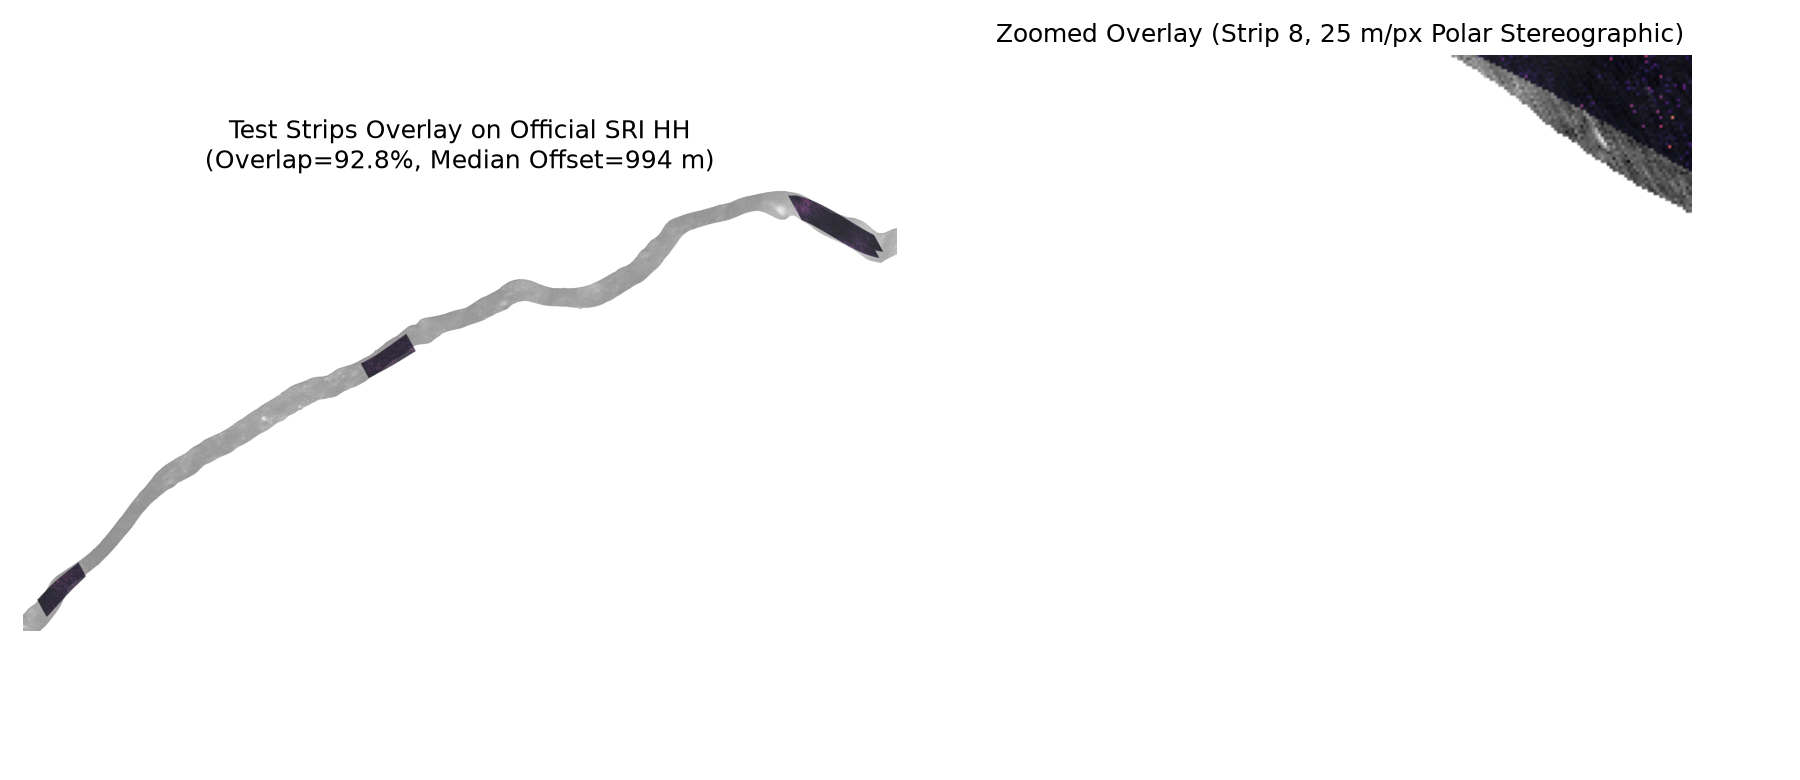 Zoomed Overlay (Strip 8, 25 m/px Polar Stereographic)
Test Strips Overlay on Official SRI HH
(Overlap=92.8%, Median Offset=994 m)